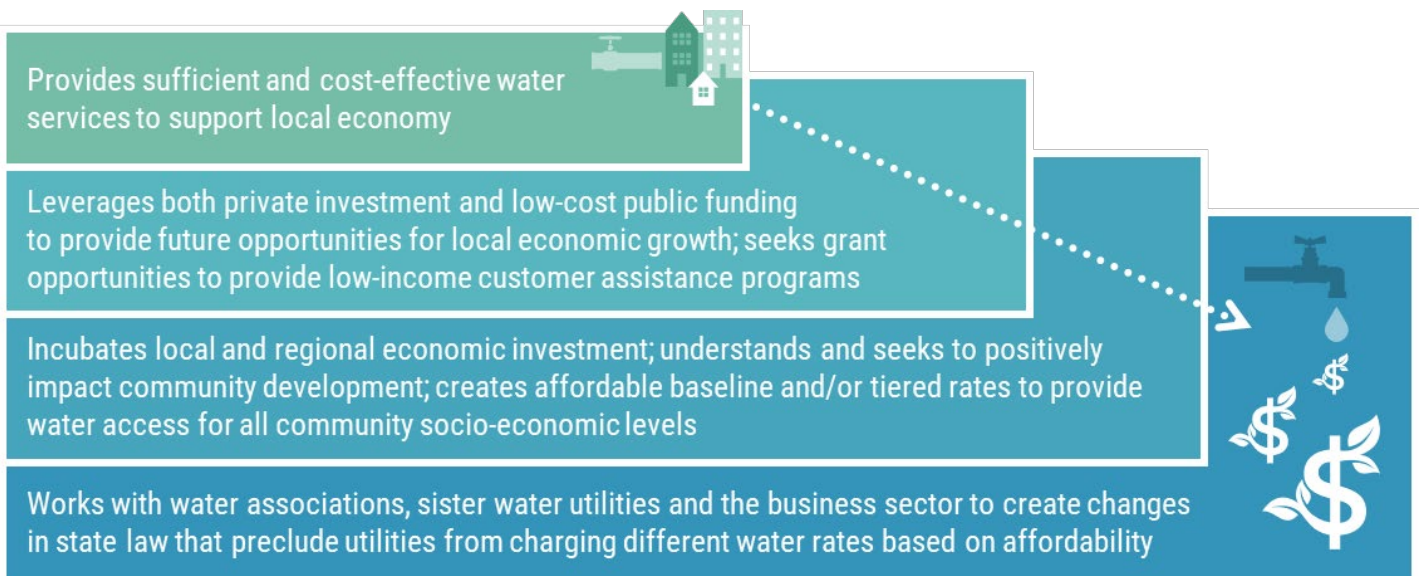 Provides sufficient and cost-effective water
services to support local economy
Leverages both private investment and low-cost public funding
to provide future opportunities for local economic growth; seeks grant
opportunities to provide low-income customer assistance programs
Incubates local and regional economic investment; understands and seeks to positively
impact community development; creates affordable baseline and/or tiered rates to provide
water access for all community socio-economic levels
Works with water associations, sister water utilities and the business sector to create changes
in state law that preclude utilities from charging different water rates based on affordability
$
$
$